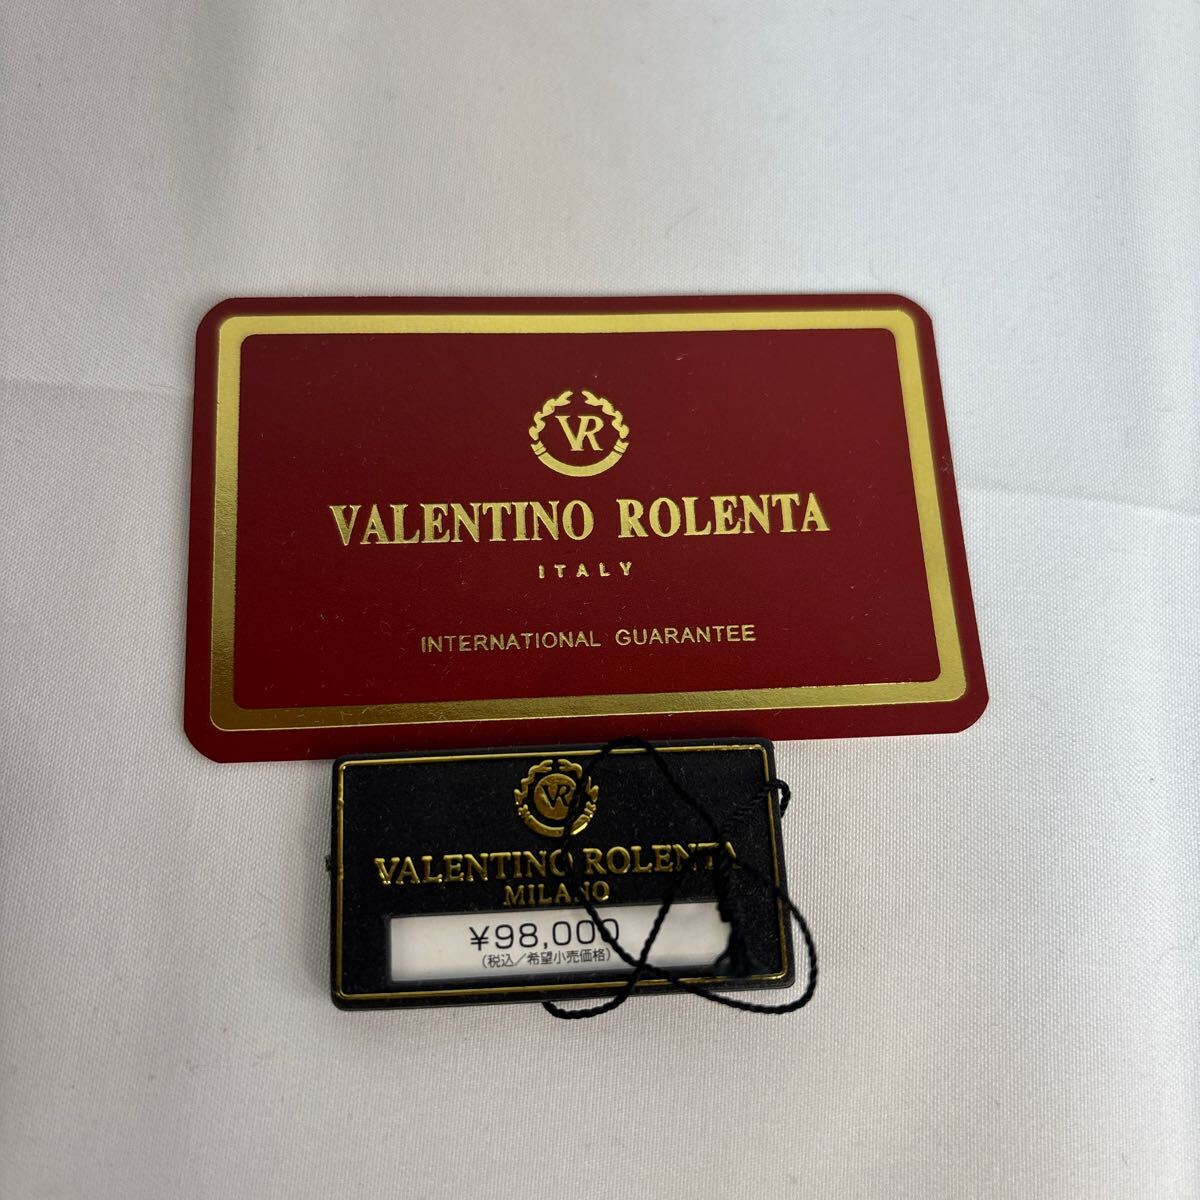 VR
VALENTINO ROLENTA
ITALY
INTERNATIONAL GUARANTEE
VR
VALENTINO ROLENTA
MILANO
¥98,000
(税込/希望小売価格)